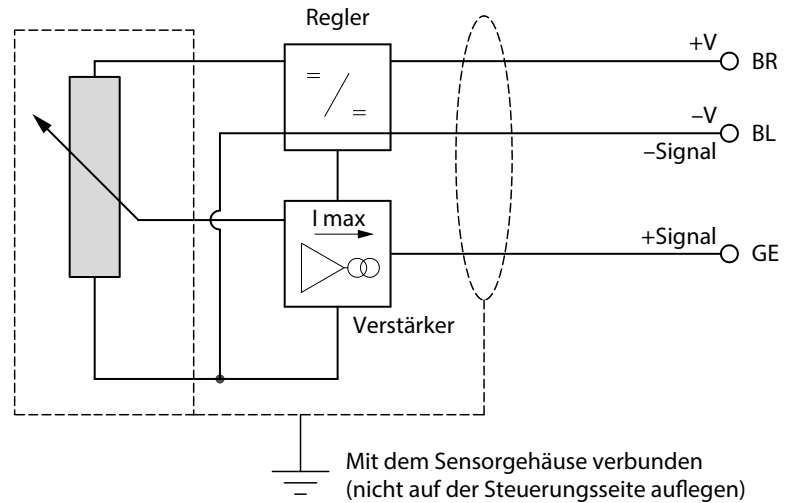 Regler
+V
BR
=
/
=
–V
BL
–Signal
I max
+Signal
GE
Verstärker
Mit dem Sensorgehäuse verbunden
(nicht auf der Steuerungsseite auflegen)